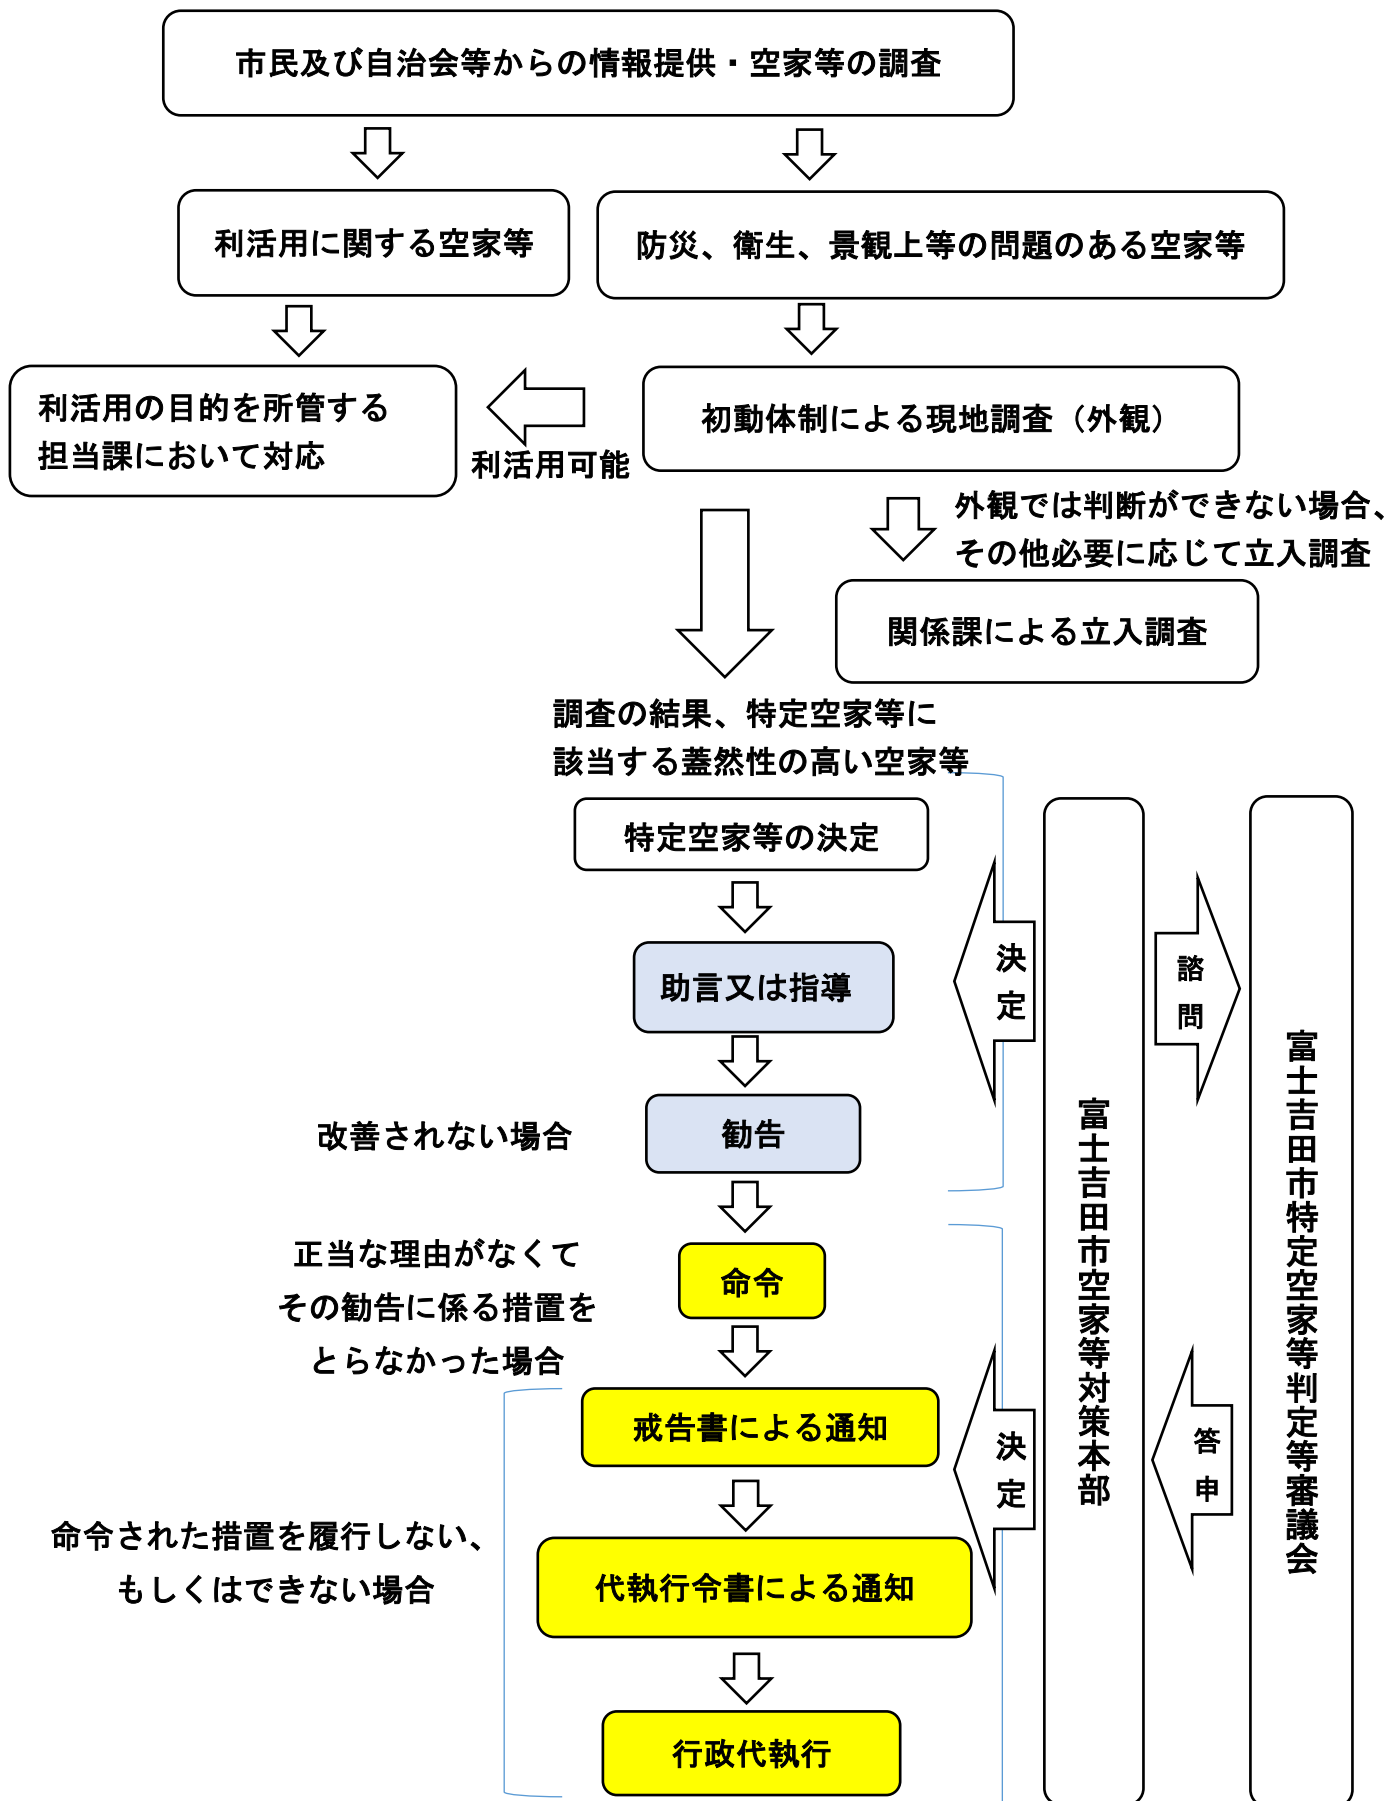 市民及び自治会等からの情報提供・空家等の調査
利活用に関する空家等
防災、衛生、景観上等の問題のある空家等
利活用の目的を所管する
担当課において対応
利活用可能
初動体制による現地調査（外観）
外観では判断ができない場合、
その他必要に応じて立入調査
関係課による立入調査
調査の結果、特定空家等に
該当する蓋然性の高い空家等
特定空家等の決定
助言又は指導
改善されない場合
勧告
正当な理由がなくて
その勧告に係る措置を
とらなかった場合
命令
戒告書による通知
命令された措置を履行しない、
もしくはできない場合
代執行令書による通知
行政代執行
決定
決定
富士吉田市空家等対策本部
諮問
答申
富士吉田市特定空家等判定等審議会